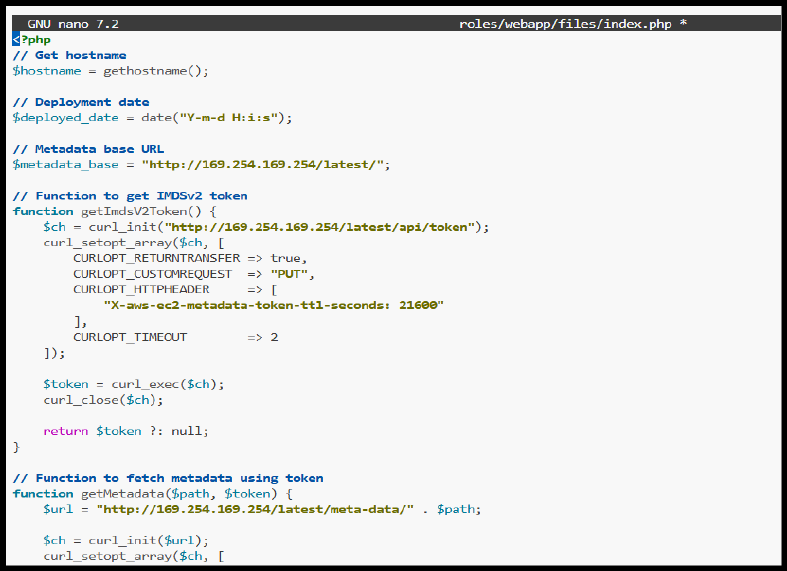 GNU nano 7.2 roles/webapp/files/index.php *
<?php
// Get hostname
$hostname = gethostname();
// Deployment date
$deployed_date = date("Y-m-d H:i:s");
// Metadata base URL
$metadata_base = "http://169.254.169.254/latest/";
// Function to get IMDSv2 token
function getImdsV2Token() {
    $ch = curl_init("http://169.254.169.254/latest/api/token");
    curl_setopt_array($ch, [
        CURLOPT_RETURNTRANSFER => true,
        CURLOPT_CUSTOMREQUEST  => "PUT",
        CURLOPT_HTTPHEADER     => [
            "X-aws-ec2-metadata-token-ttl-seconds: 21600"
        ],
        CURLOPT_TIMEOUT        => 2
    ]);
    $token = curl_exec($ch);
    curl_close($ch);
    return $token ?: null;
}
// Function to fetch metadata using token
function getMetadata($path, $token) {
    $url = "http://169.254.169.254/latest/meta-data/" . $path;
    $ch = curl_init($url);
    curl_setopt_array($ch, [